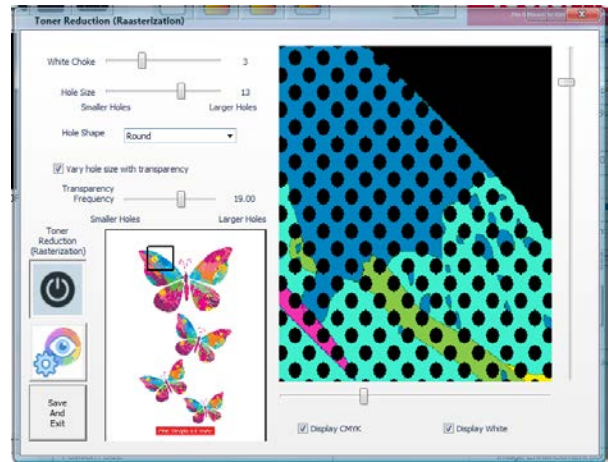 Toner Reduction (Raasterization)
White Choke 3
Hole Size 13
Smaller Holes Larger Holes
Hole Shape Round
Vary hole size with transparency
Transparency
Frequency 19.00
Smaller Holes Larger Holes
Toner
Reduction
(Rasterization)
Save
And
Exit
Display CMYK Display White